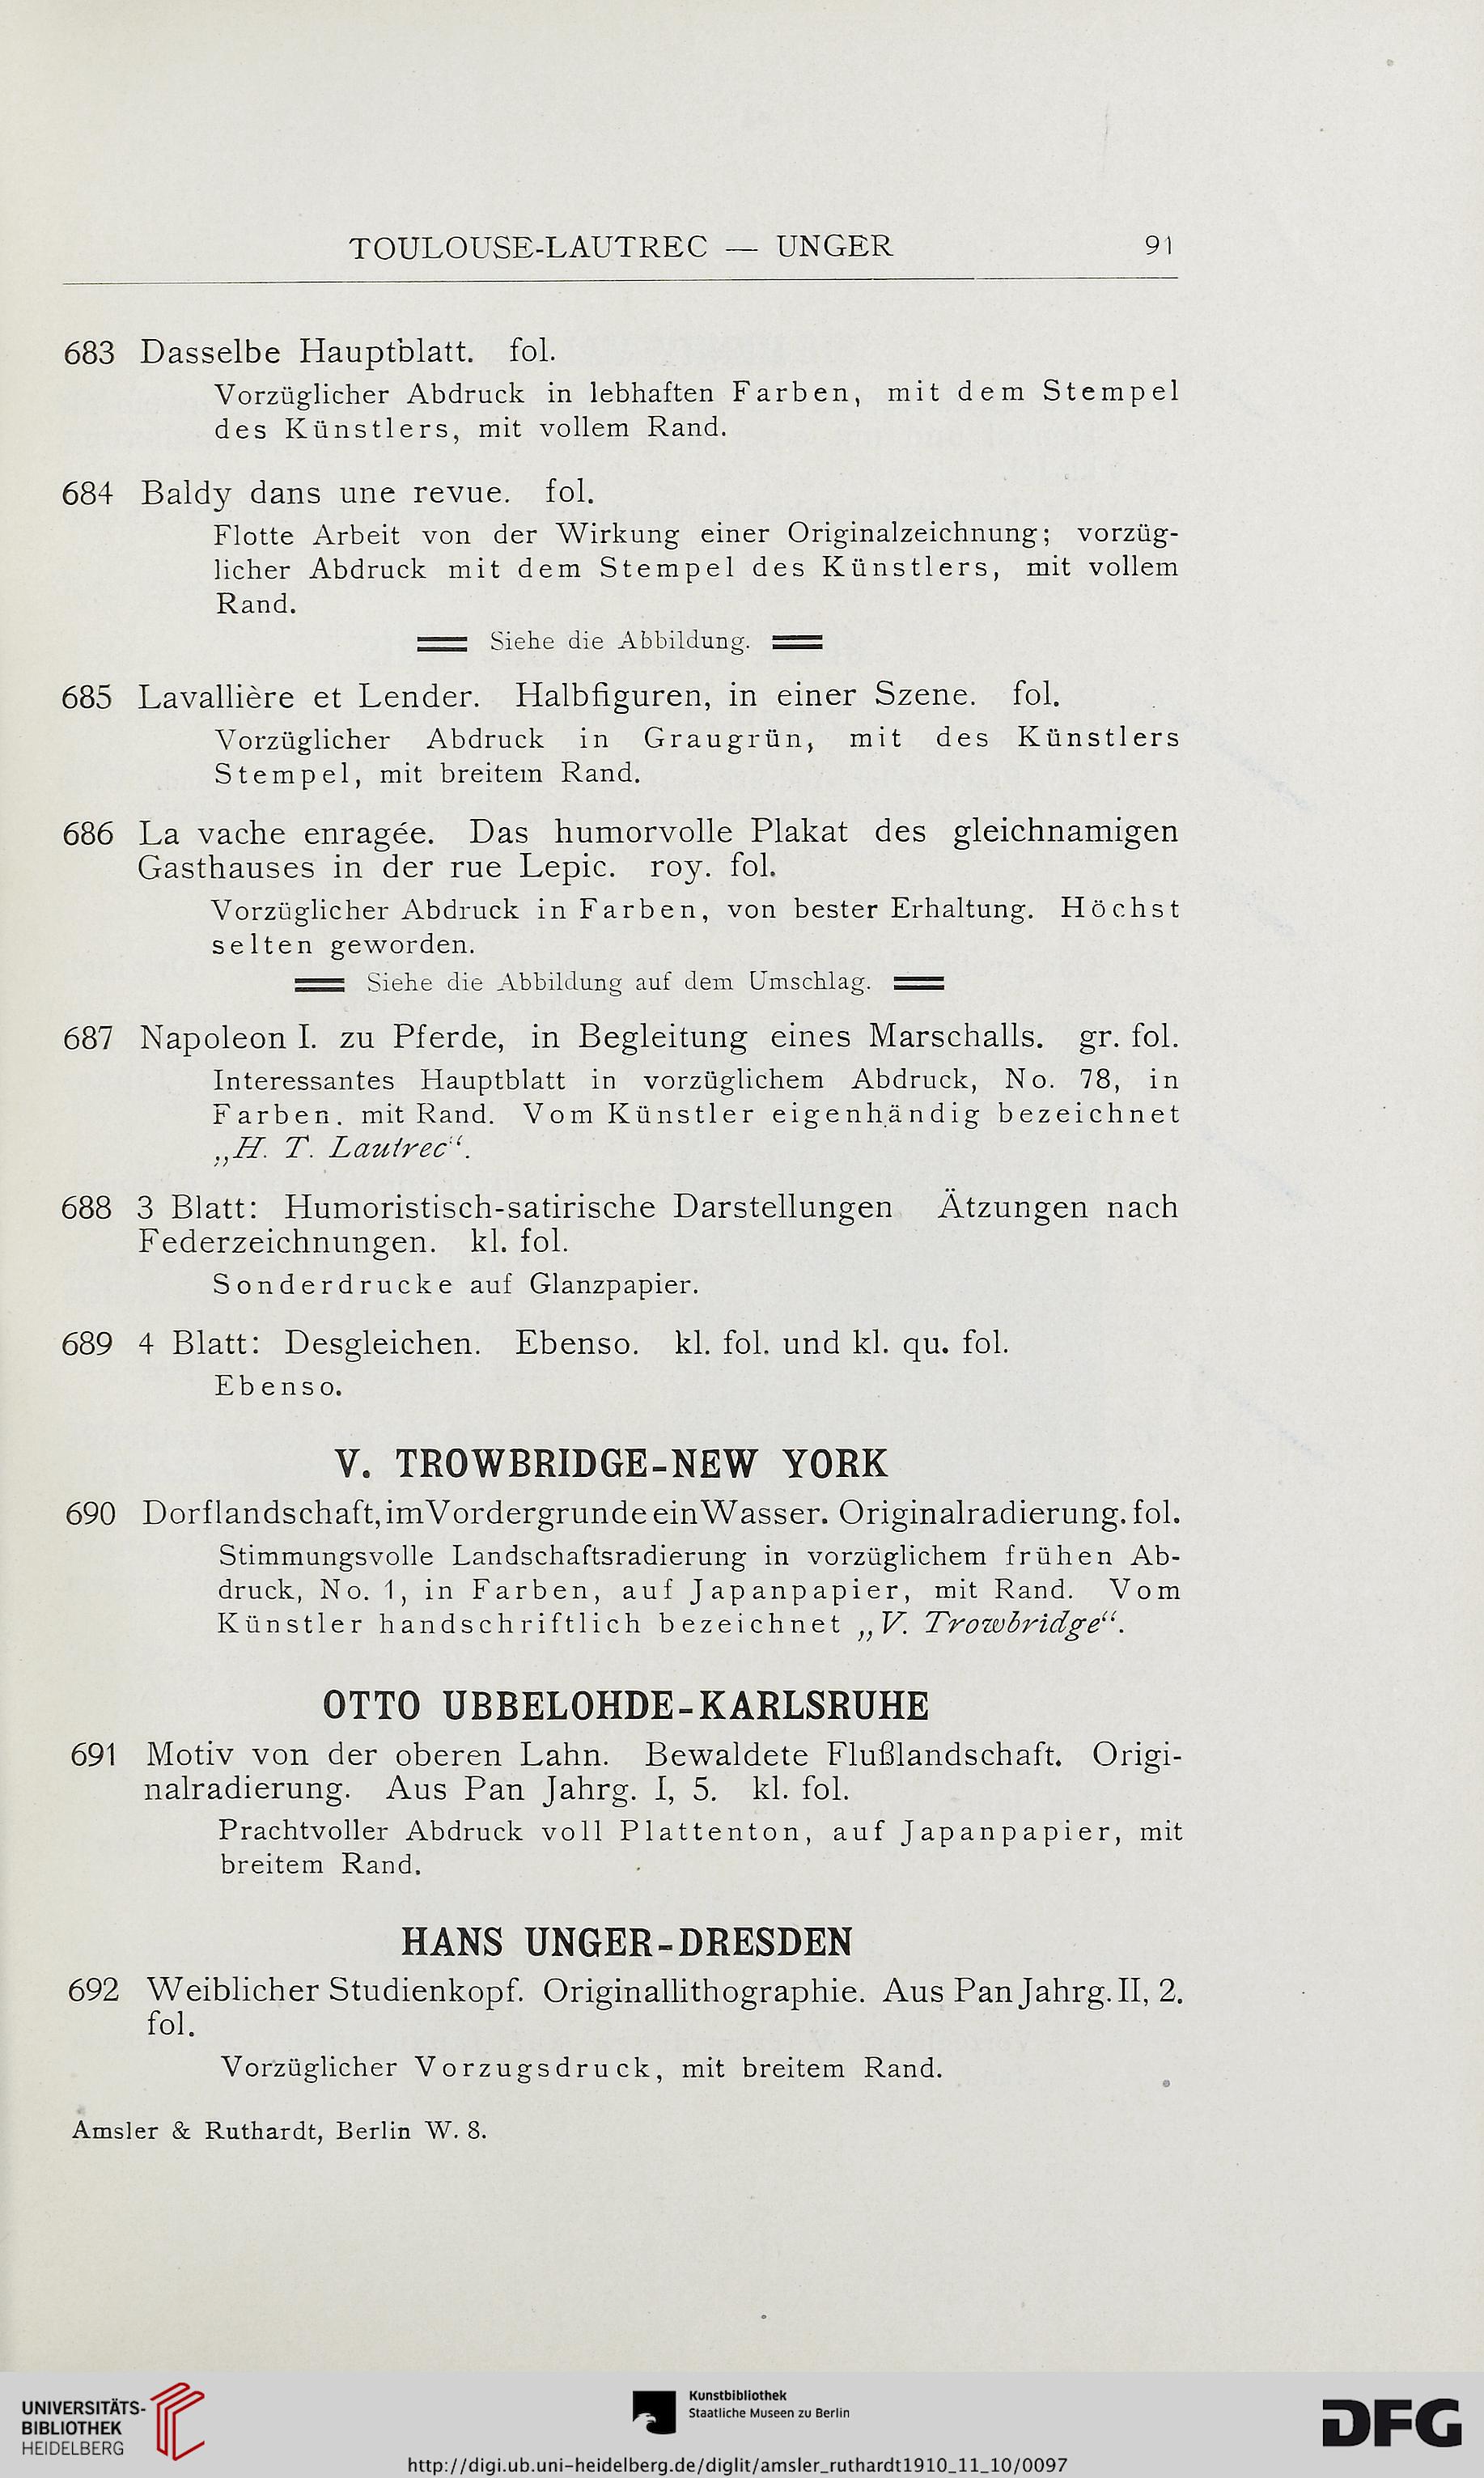 TOULOUSE-LAUTREC — UNGER 91
683 Dasselbe Hauptblatt. fol.
Vorzüglicher Abdruck in lebhaften Farben, mit dem Stempel
des Künstlers, mit vollem Rand.
684 Baldy dans une revue. fol.
Flotte Arbeit von der Wirkung einer Originalzeichnung; vorzüg-
licher Abdruck mit dem Stempel des Künstlers, mit vollem
Rand.
Siehe die Abbildung.
685 Lavallière et Lender. Halbfiguren, in einer Szene. fol.
Vorzüglicher Abdruck in Graugrün, mit des Künstlers
Stempel, mit breitem Rand.
686 La vache enragée. Das humorvolle Plakat des gleichnamigen
Gasthauses in der rue Lepic. roy. fol.
Vorzüglicher Abdruck in Farben, von bester Erhaltung. Höchst
selten geworden.
Siehe die Abbildung auf dem Umschlag.
687 Napoleon I. zu Pferde, in Begleitung eines Marschalls. gr. fol.
Interessantes Hauptblatt in vorzüglichem Abdruck, No. 78, in
Farben. mit Rand. Vom Künstler eigenhändig bezeichnet
„H. T. Lautrec“.
688 3 Blatt: Humoristisch-satirische Darstellungen Ätzungen nach
Federzeichnungen. kl. fol.
Sonderdrucke auf Glanzpapier.
689 4 Blatt: Desgleichen. Ebenso. kl. fol. und kl. qu. fol.
Ebenso.
V. TROWBRIDGE-NEW YORK
690 Dorflandschaft, im Vordergrunde ein Wasser. Originalradierung. fol.
Stimmungsvolle Landschaftsradierung in vorzüglichem frühen Ab-
druck, No. 1, in Farben, auf Japanpapier, mit Rand. Vom
Künstler handschriftlich bezeichnet „V. Trowbridge“.
OTTO UBBELOHDE-KARLSRUHE
691 Motiv von der oberen Lahn. Bewaldete Flußlandschaft. Origi-
nalradierung. Aus Pan Jahrg. I, 5. kl. fol.
Prachtvoller Abdruck voll Plattenton, auf Japanpapier, mit
breitem Rand.
HANS UNGER-DRESDEN
692 Weiblicher Studienkopf. Originallithographie. Aus Pan Jahrg. II, 2.
fol.
Vorzüglicher Vorzugsdruck, mit breitem Rand.
Amsler & Ruthardt, Berlin W. 8.
UNIVERSITÄTS-
BIBLIOTHEK
HEIDELBERG
Kunstbibliothek
Staatliche Museen zu Berlin
DFG
http://digi.ub.uni-heidelberg.de/diglit/amsler_ruthardt1910_11_10/0097